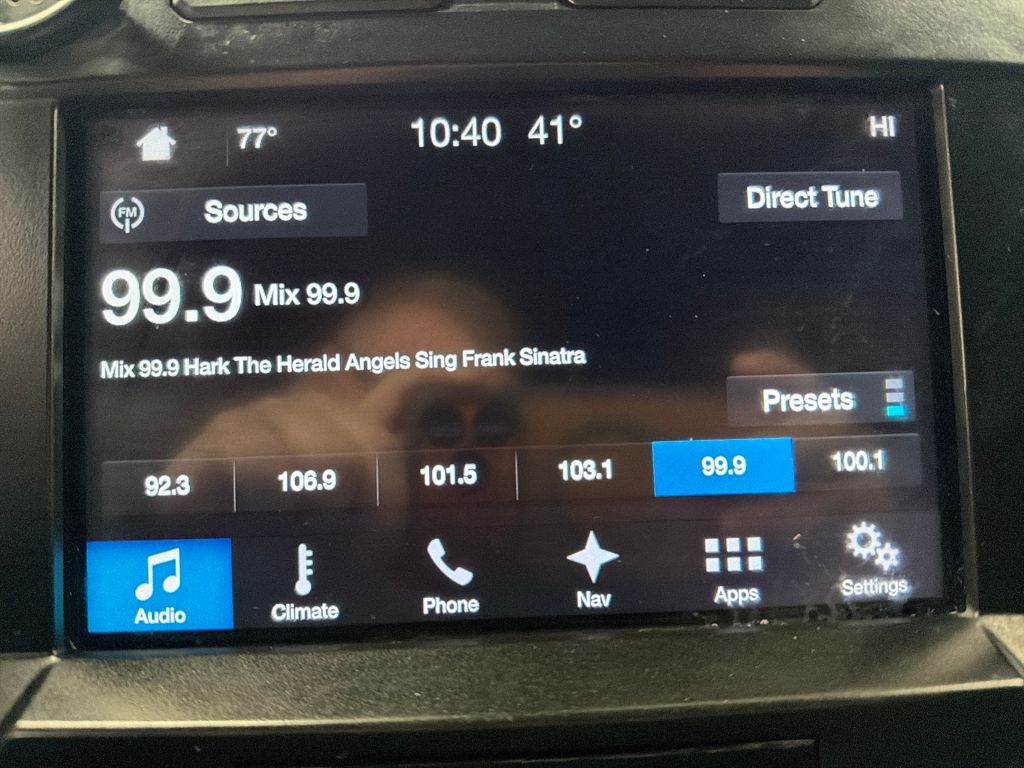 77° 10:40 41° HI
FM Sources Direct Tune
99.9 Mix 99.9
Mix 99.9 Hark The Herald Angels Sing Frank Sinatra
Presets
92.3 106.9 101.5 103.1 99.9 100.1
Audio Climate Phone Nav Apps Settings